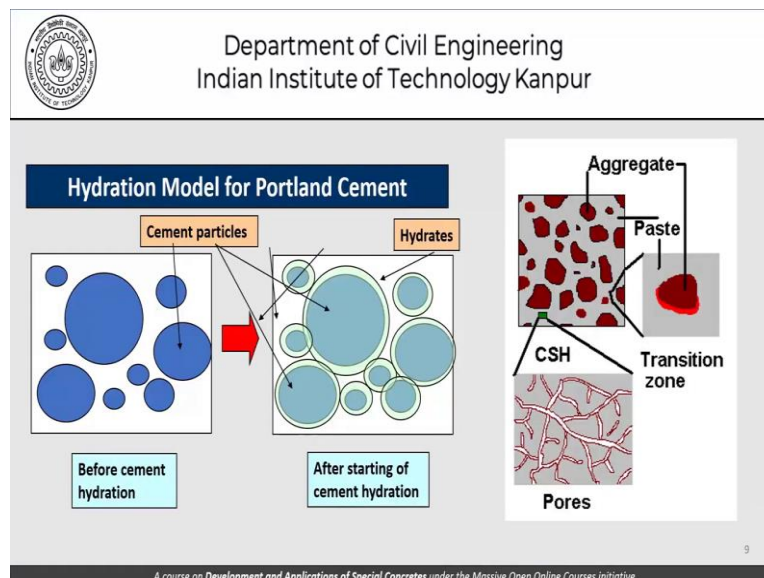 Department of Civil Engineering
Indian Institute of Technology Kanpur
Hydration Model for Portland Cement
Cement particles
Hydrates
Before cement
hydration
After starting of
cement hydration
Aggregate
Paste
CSH
Transition
zone
Pores
9
A course on Development and Applications of Special Concretes under the Massive Open Online Courses initiative